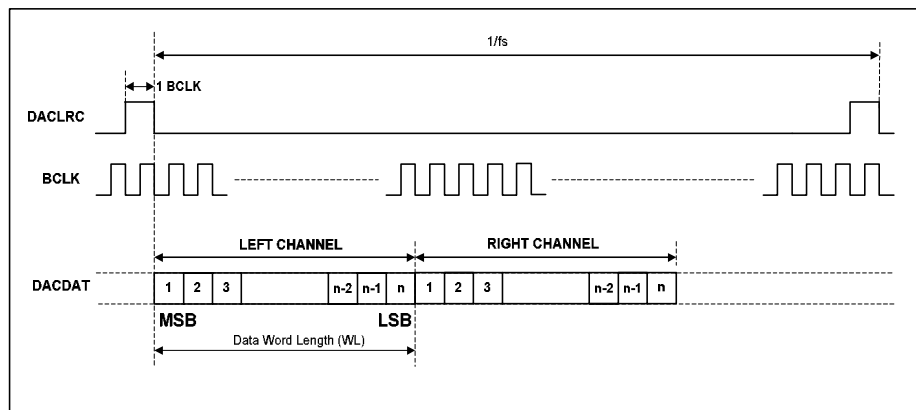 1/fs
1 BCLK
DACLRC
BCLK
LEFT CHANNEL RIGHT CHANNEL
DACDAT 1 2 3 n-2 n-1 n 1 2 3 n-2 n-1 n
MSB LSB
Data Word Length (WL)